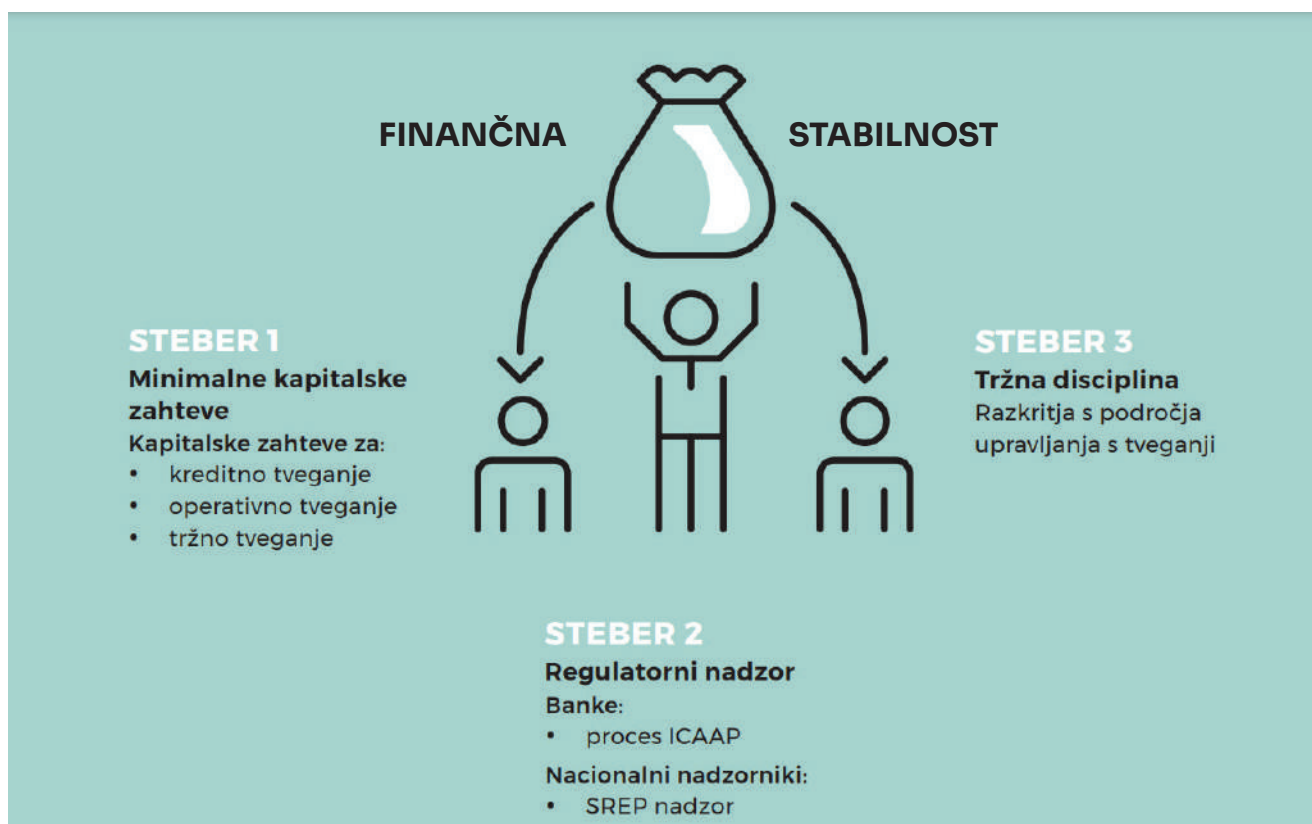 FINANČNA STABILNOST
STEBER 1
Minimalne kapitalske
zahteve
Kapitalske zahteve za:
• kreditno tveganje
• operativno tveganje
• tržno tveganje
STEBER 3
Tržna disciplina
Razkritja s področja
upravljanja s tveganji
STEBER 2
Regulatorni nadzor
Banke:
• proces ICAAP
Nacionalni nadzorniki:
• SREP nadzor